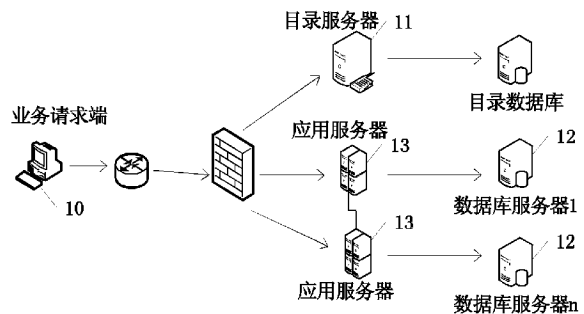 目录服务器
11
目录数据库
业务请求端
10
应用服务器
13
12
数据库服务器1
13
应用服务器
12
数据库服务器n